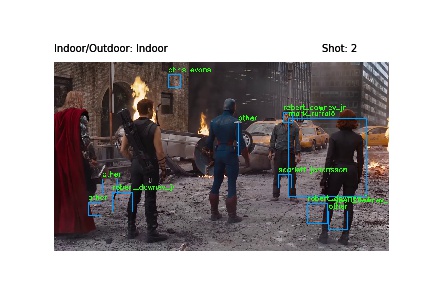 Indoor/Outdoor: Indoor
Shot: 2
chris_evans
robert_downey_jr
mark_ruffalo
other
scarlett_johansson
other
robert_downey_jr
other
other